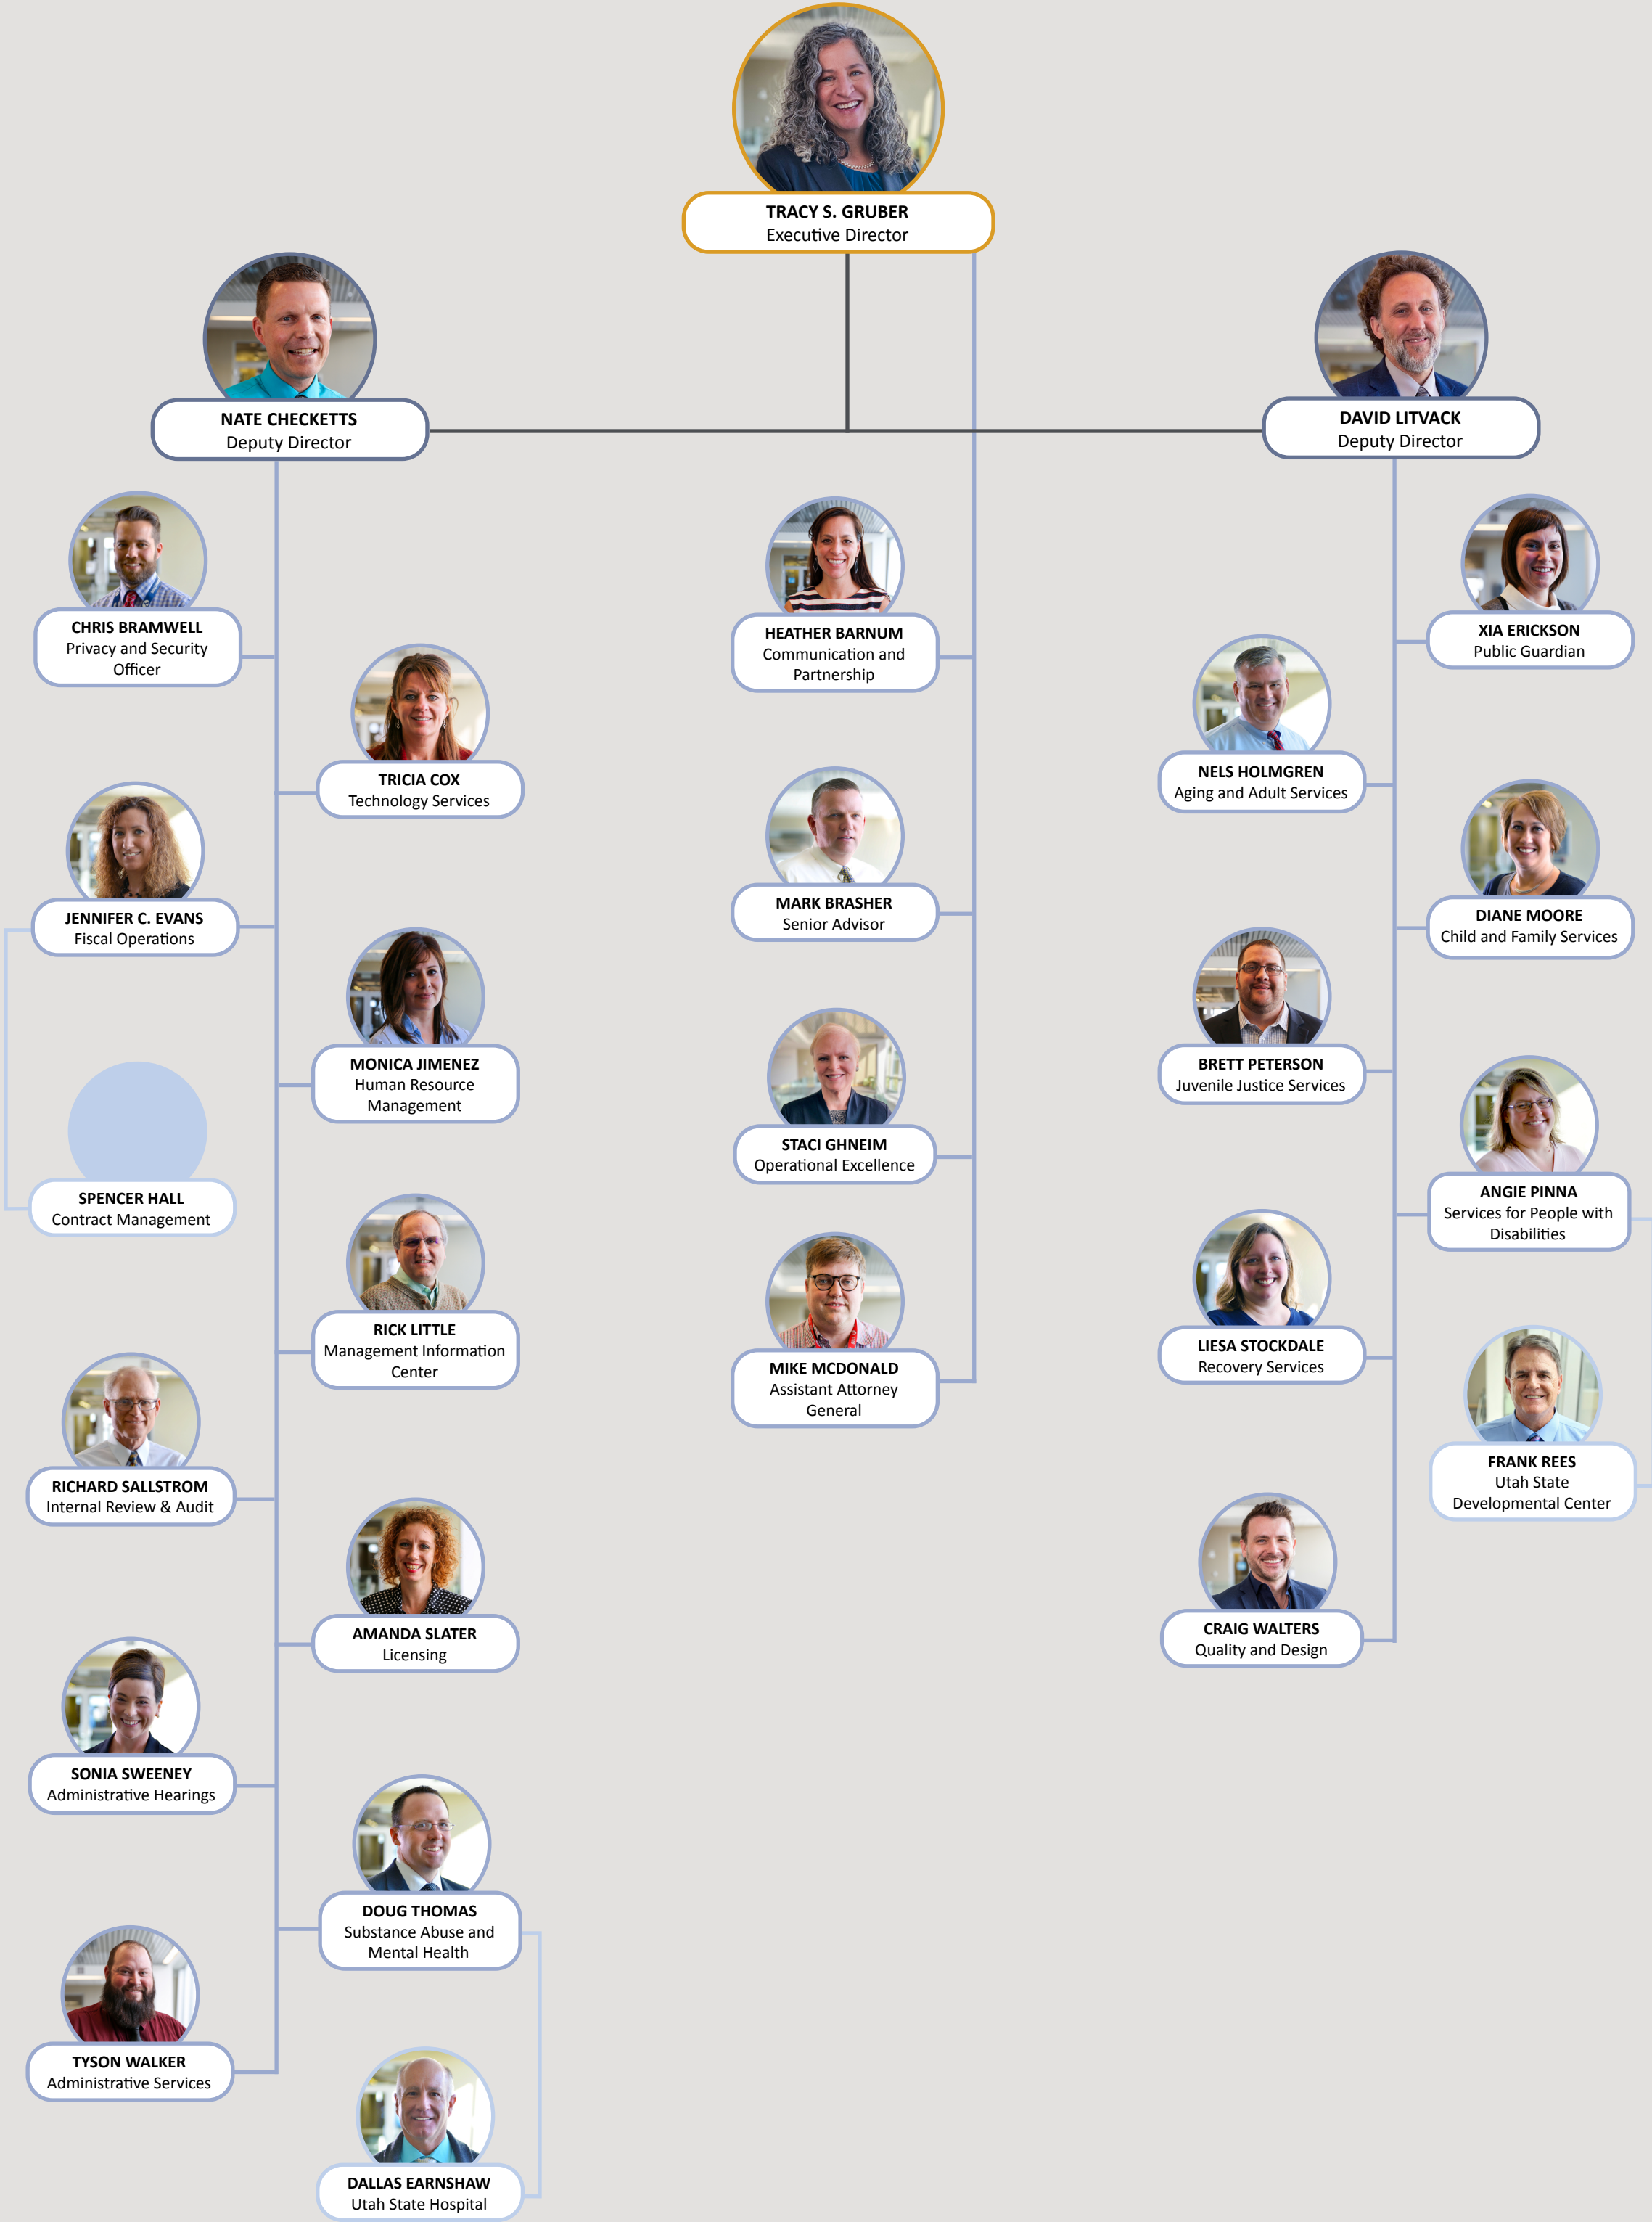 TRACY S. GRUBER
Executive Director
NATE CHECKETTS
Deputy Director
DAVID LITVACK
Deputy Director
CHRIS BRAMWELL
Privacy and Security
Officer
TRICIA COX
Technology Services
JENNIFER C. EVANS
Fiscal Operations
MONICA JIMENEZ
Human Resource
Management
SPENCER HALL
Contract Management
RICK LITTLE
Management Information
Center
RICHARD SALLSTROM
Internal Review & Audit
AMANDA SLATER
Licensing
SONIA SWEENEY
Administrative Hearings
DOUG THOMAS
Substance Abuse and
Mental Health
TYSON WALKER
Administrative Services
DALLAS EARNSHAW
Utah State Hospital
HEATHER BARNUM
Communication and
Partnership
MARK BRASHER
Senior Advisor
STACI GHNEIM
Operational Excellence
MIKE MCDONALD
Assistant Attorney
General
XIA ERICKSON
Public Guardian
NELS HOLMGREN
Aging and Adult Services
DIANE MOORE
Child and Family Services
BRETT PETERSON
Juvenile Justice Services
ANGIE PINNA
Services for People with
Disabilities
LIESA STOCKDALE
Recovery Services
FRANK REES
Utah State
Developmental Center
CRAIG WALTERS
Quality and Design